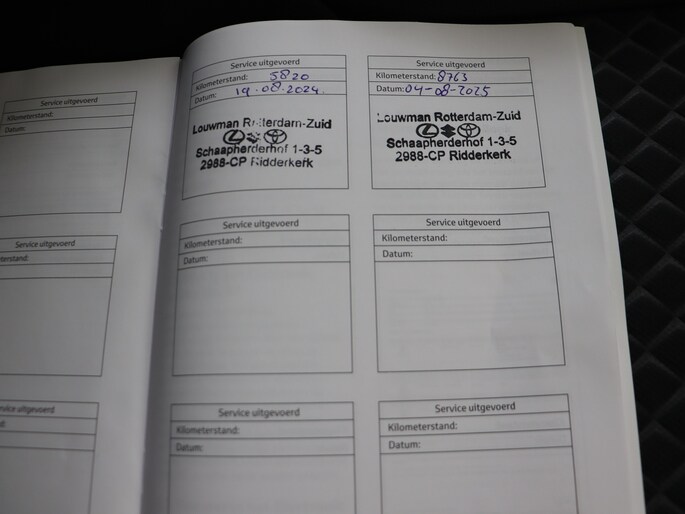 Service uitgevoerd
Kilometerstand:
Datum:
Service uitgevoerd
Service uitgevoerd
Service uitgevoerd
Kilometerstand: 5820
Datum: 19.08.2024.
Louwman Rotterdam-Zuid
Schaapherderhof 1-3-5
2988-CP Ridderkerk
Service uitgevoerd
Kilometerstand: 8763
Datum: 04-08-2025
Louwman Rotterdam-Zuid
Schaapherderhof 1-3-5
2988-CP Ridderkerk
Service uitgevoerd
Kilometerstand:
Datum:
Service uitgevoerd
Kilometerstand:
Datum:
Service uitgevoerd
Kilometerstand:
Datum:
Service uitgevoerd
Kilometerstand:
Datum: